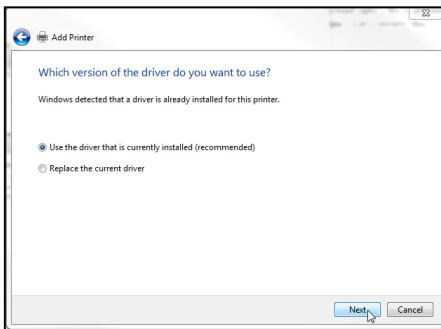 Add Printer
Which version of the driver do you want to use?
Windows detected that a driver is already installed for this printer.
Use the driver that is currently installed (recommended)
Replace the current driver
Next
Cancel